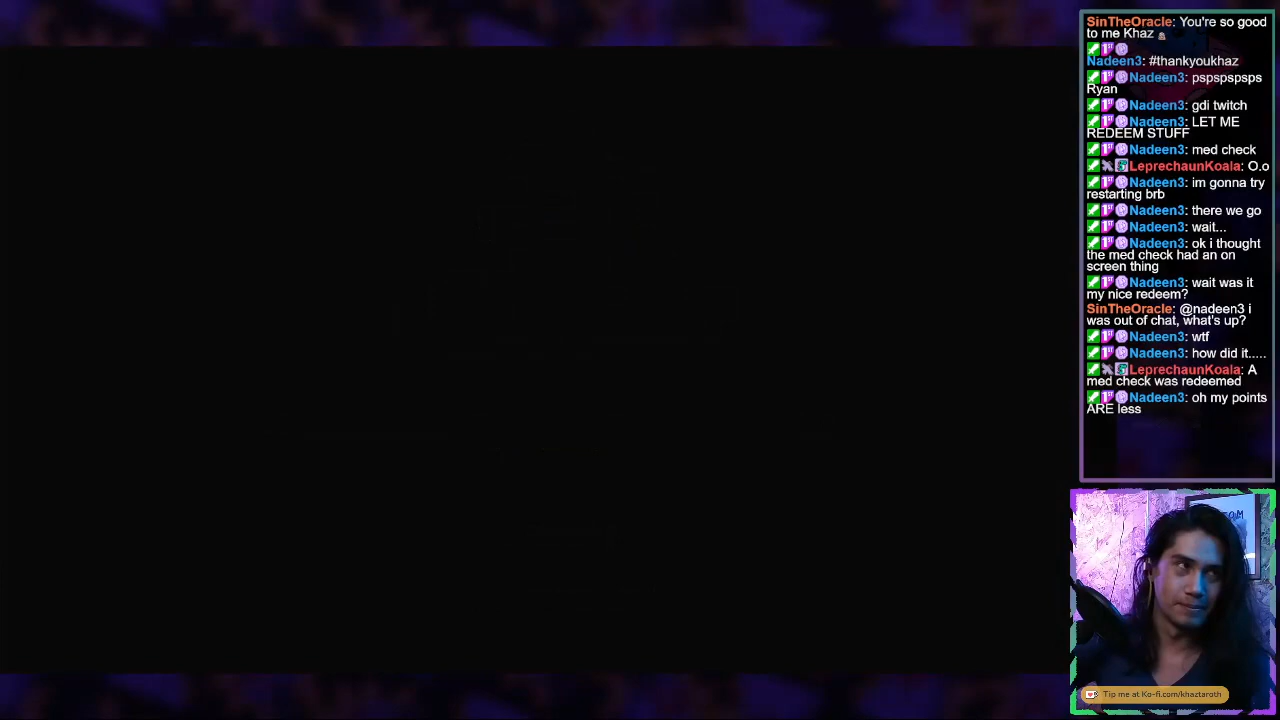 SinTheOracle: You're so good
to me Khaz
Nadeen3: #thankyoukhaz
Nadeen3: pspspspsps
Ryan
Nadeen3: gdi twitch
Nadeen3: LET ME
REDEEM STUFF
Nadeen3: med check
LeprechaunKoala: O.o
Nadeen3: im gonna try
restarting brb
Nadeen3: there we go
Nadeen3: wait...
Nadeen3: ok i thought
the med check had an on
screen thing
Nadeen3: wait was it
my nice redeem?
SinTheOracle: @nadeen3 i
was out of chat, what's up?
Nadeen3: wtf
Nadeen3: how did it.....
LeprechaunKoala: A
med check was redeemed
Nadeen3: oh my points
ARE less
Tip me at Ko-fi.com/khaztaroth